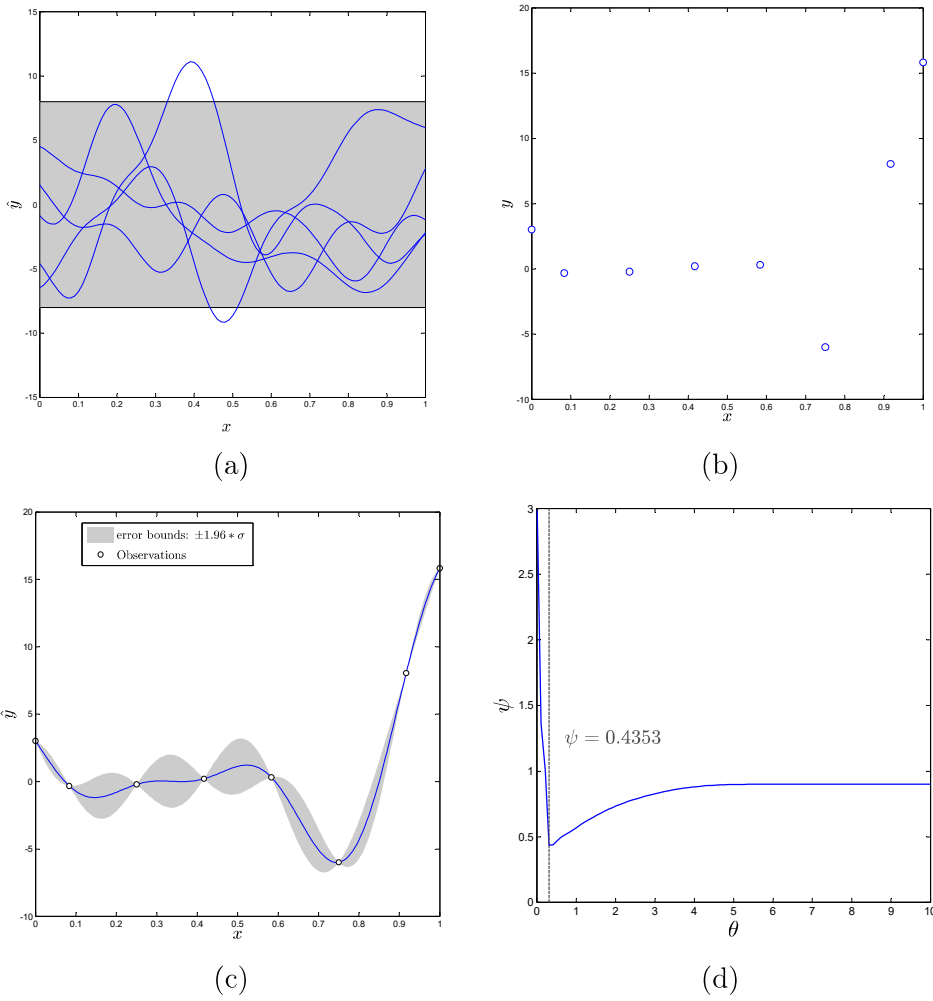 15
10
5
0
-5
-10
-15
ŷ
0 0.1 0.2 0.3 0.4 0.5 0.6 0.7 0.8 0.9 1
x
(a)
20
15
10
5
0
-5
-10
y
0 0.1 0.2 0.3 0.4 0.5 0.6 0.7 0.8 0.9 1
x
(b)
20
15
10
5
0
-5
-10
ŷ
error bounds: ±1.96 * σ
Observations
0 0.1 0.2 0.3 0.4 0.5 0.6 0.7 0.8 0.9 1
x
(c)
3
2.5
2
1.5
1
0.5
0
ψ
ψ = 0.4353
0 1 2 3 4 5 6 7 8 9 10
θ
(d)